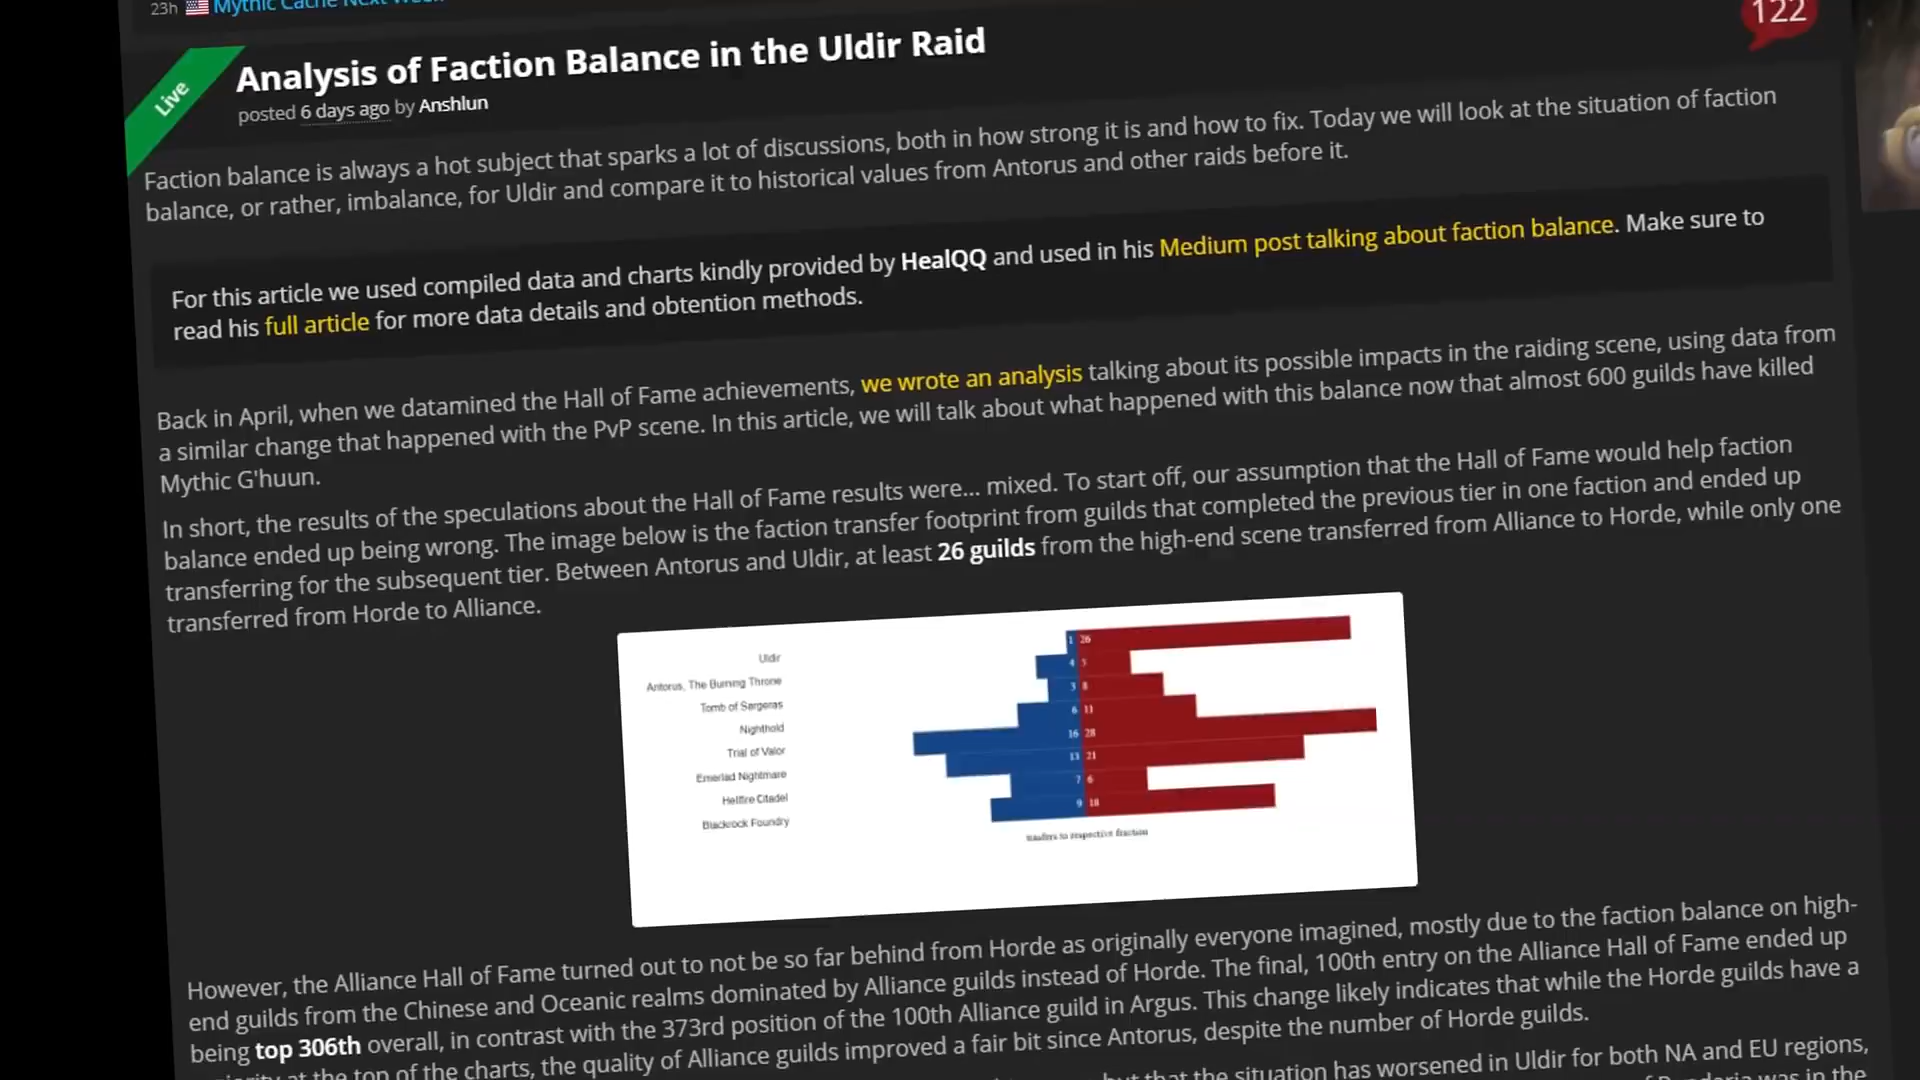 23h Mythic Cache Next
122
Live
Analysis of Faction Balance in the Uldir Raid
posted 6 days ago by Anshlun
Faction balance is always a hot subject that sparks a lot of discussions, both in how strong it is and how to fix. Today we will look at the situation of faction
balance, or rather, imbalance, for Uldir and compare it to historical values from Antorus and other raids before it.
For this article we used compiled data and charts kindly provided by HealQQ and used in his Medium post talking about faction balance. Make sure to
read his full article for more data details and obtention methods.
Back in April, when we datamined the Hall of Fame achievements, we wrote an analysis talking about its possible impacts in the raiding scene, using data from
a similar change that happened with the PvP scene. In this article, we will talk about what happened with this balance now that almost 600 guilds have killed
Mythic G'huun.
In short, the results of the speculations about the Hall of Fame results were... mixed. To start off, our assumption that the Hall of Fame would help faction
balance ended up being wrong. The image below is the faction transfer footprint from guilds that completed the previous tier in one faction and ended up
transferring for the subsequent tier. Between Antorus and Uldir, at least 26 guilds from the high-end scene transferred from Alliance to Horde, while only one
transferred from Horde to Alliance.
Uldir 1 26
Antorus, The Burning Throne 4 5
Tomb of Sargeras 3 8
Nighthold 6 11
Trial of Valor 16 28
Emerlad Nightmare 13 21
Hellfire Citadel 7 6
Blackrock Foundry 9 18
transfers to respective fraction
However, the Alliance Hall of Fame turned out to not be so far behind from Horde as originally everyone imagined, mostly due to the faction balance on high-
end guilds from the Chinese and Oceanic realms dominated by Alliance guilds instead of Horde. The final, 100th entry on the Alliance Hall of Fame ended up
being top 306th overall, in contrast with the 373rd position of the 100th Alliance guild in Argus. This change likely indicates that while the Horde guilds have a
at the top of the charts, the quality of Alliance guilds improved a fair bit since Antorus, despite the number of Horde guilds.
but that the situation has worsened in Uldir for both NA and EU regions,
of Pandaria was in the